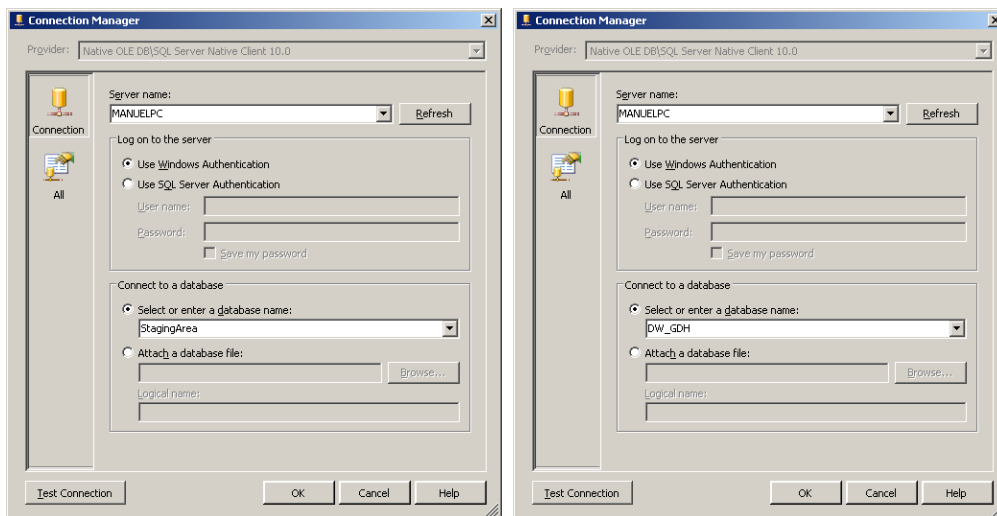 Connection Manager
Provider: Native OLE DB\SQL Server Native Client 10.0
Connection
All
Server name:
MANUELPC
Refresh
Log on to the server
Use Windows Authentication
Use SQL Server Authentication
User name:
Password:
Save my password
Connect to a database
Select or enter a database name:
StagingArea
Attach a database file:
Browse...
Logical name:
Test Connection
OK
Cancel
Help
Connection Manager
Provider: Native OLE DB\SQL Server Native Client 10.0
Connection
All
Server name:
MANUELPC
Refresh
Log on to the server
Use Windows Authentication
Use SQL Server Authentication
User name:
Password:
Save my password
Connect to a database
Select or enter a database name:
DW_GDH
Attach a database file:
Browse...
Logical name:
Test Connection
OK
Cancel
Help